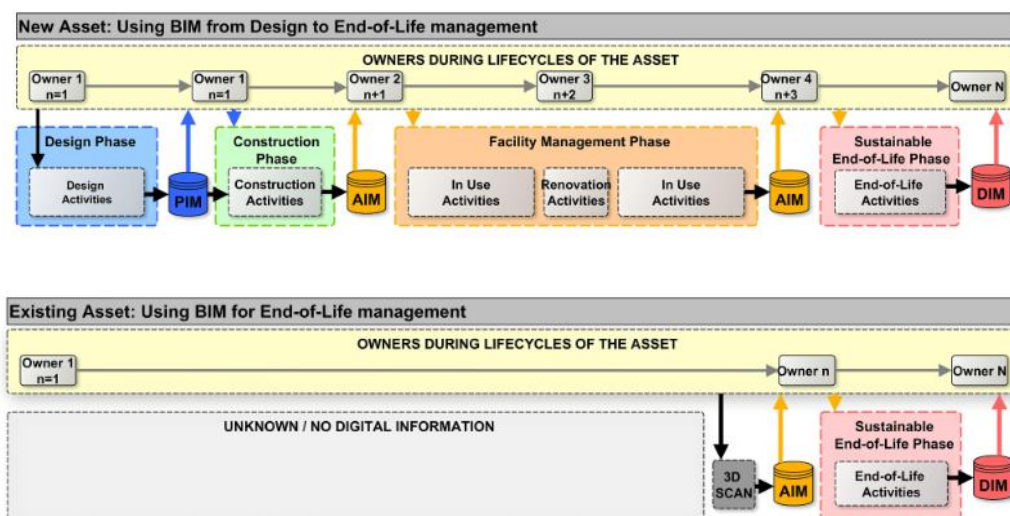 New Asset: Using BIM from Design to End-of-Life management
OWNERS DURING LIFECYCLES OF THE ASSET
Owner 1
n=1
Owner 1
n=1
Owner 2
n+1
Owner 3
n+2
Owner 4
n+3
Owner N
Design Phase
Design
Activities
PIM
Construction
Phase
Construction
Activities
AIM
Facility Management Phase
In Use
Activities
Renovation
Activities
In Use
Activities
AIM
Sustainable
End-of-Life Phase
End-of-Life
Activities
DIM
Existing Asset: Using BIM for End-of-Life management
OWNERS DURING LIFECYCLES OF THE ASSET
Owner 1
n=1
Owner n
Owner N
UNKNOWN / NO DIGITAL INFORMATION
3D
SCAN
AIM
Sustainable
End-of-Life Phase
End-of-Life
Activities
DIM